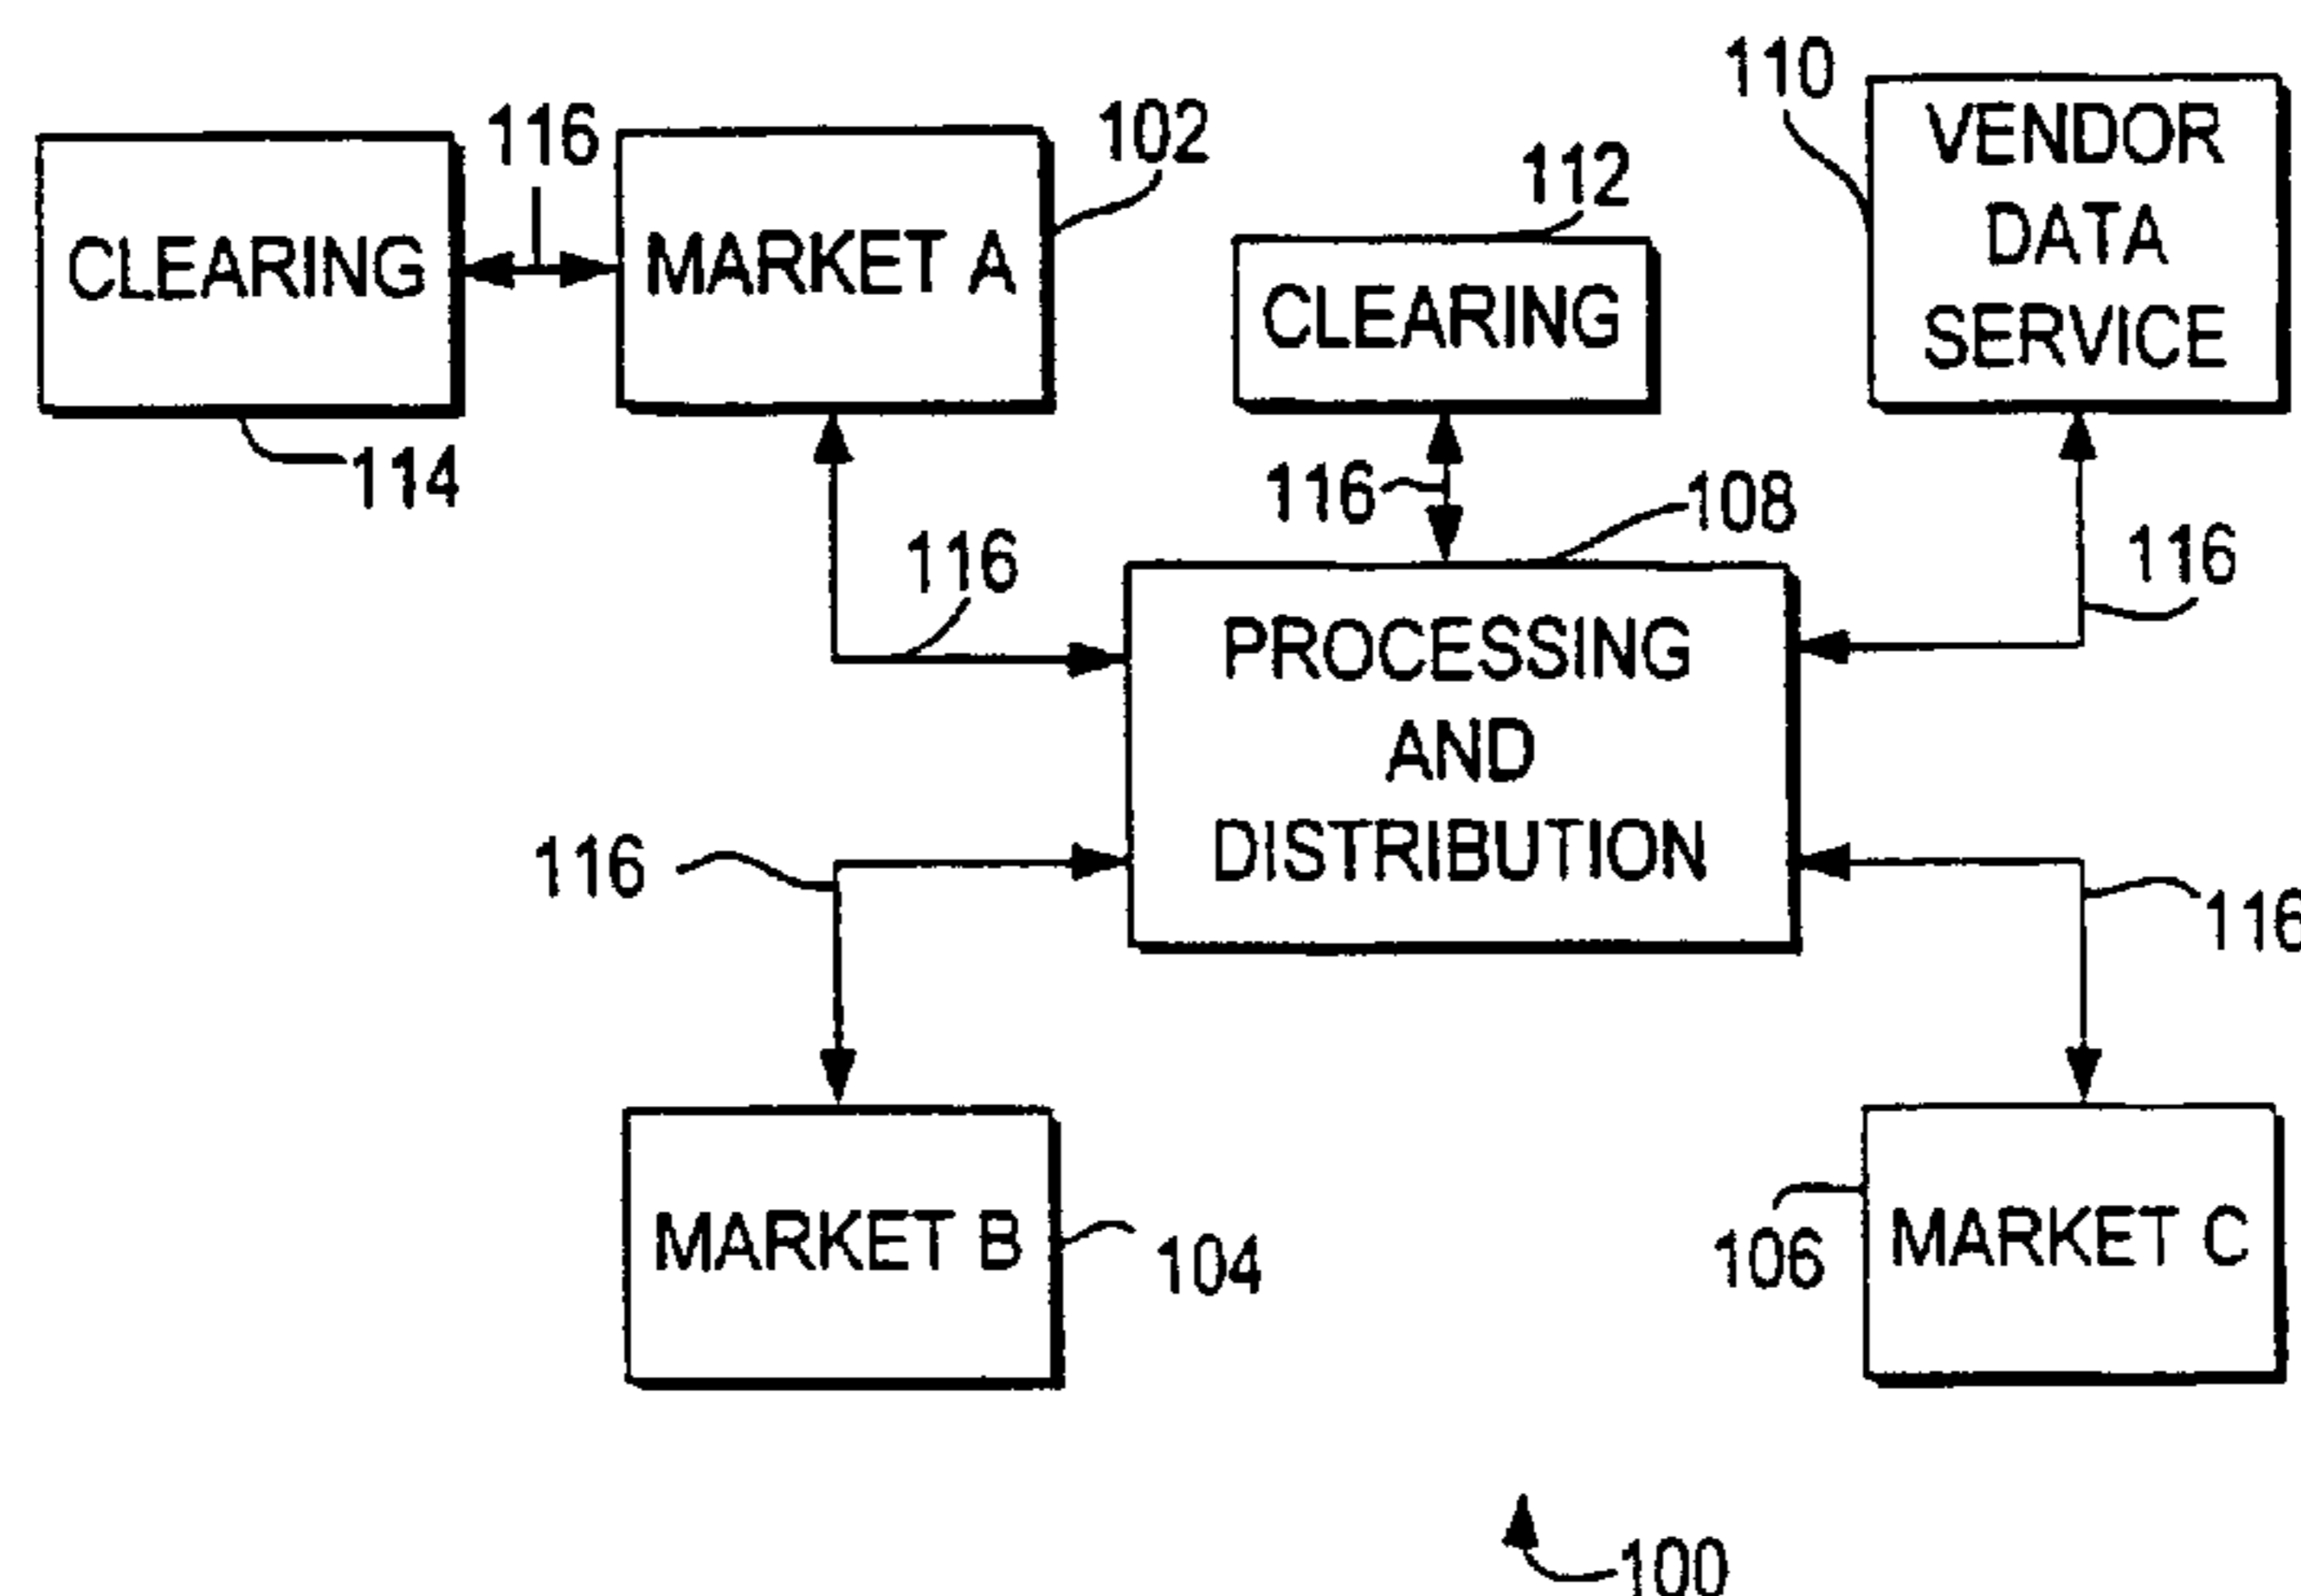 110
VENDOR
DATA
SERVICE
116
102
112
CLEARING
MARKET A
CLEARING
114
116
108
116
116
PROCESSING
AND
DISTRIBUTION
116
116
MARKET B
104
106
MARKET C
100